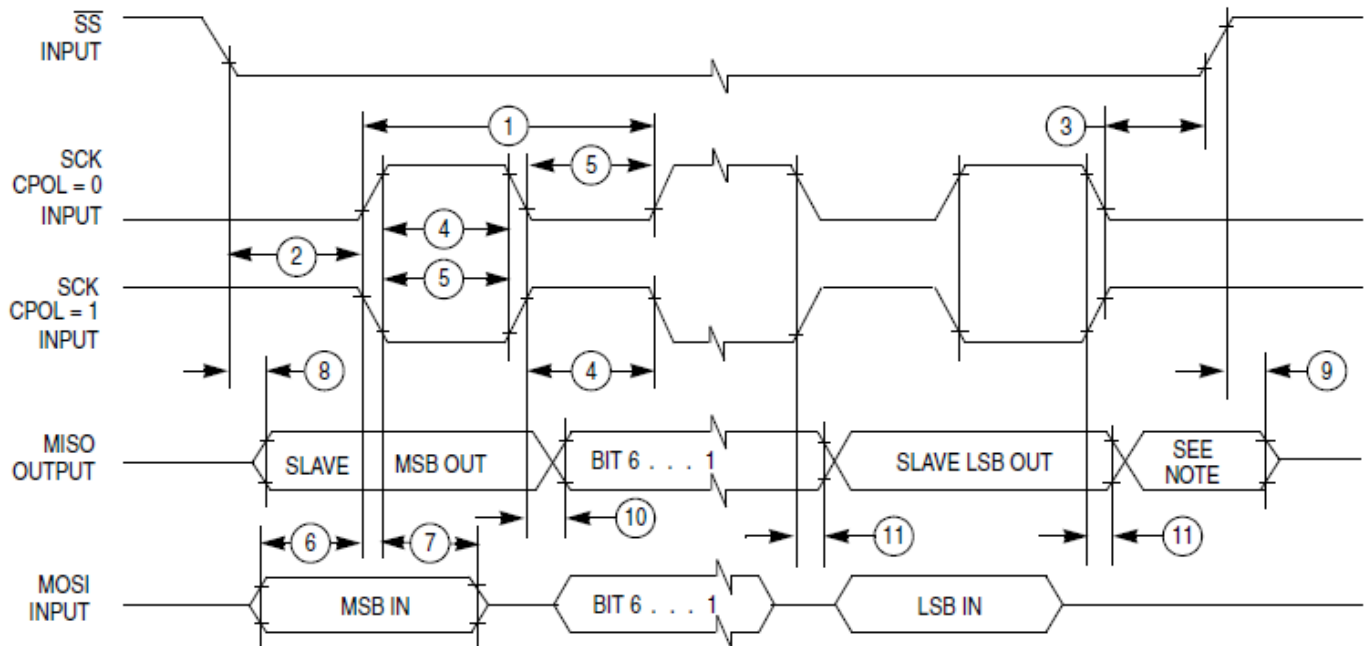 SS
INPUT
1
3
SCK
CPOL = 0
INPUT
5
4
2
5
SCK
CPOL = 1
INPUT
8
4
9
MISO
OUTPUT
SLAVE MSB OUT
BIT 6 . . . 1
SLAVE LSB OUT
SEE
NOTE
6
7
10
11
11
MOSI
INPUT
MSB IN
BIT 6 . . . 1
LSB IN